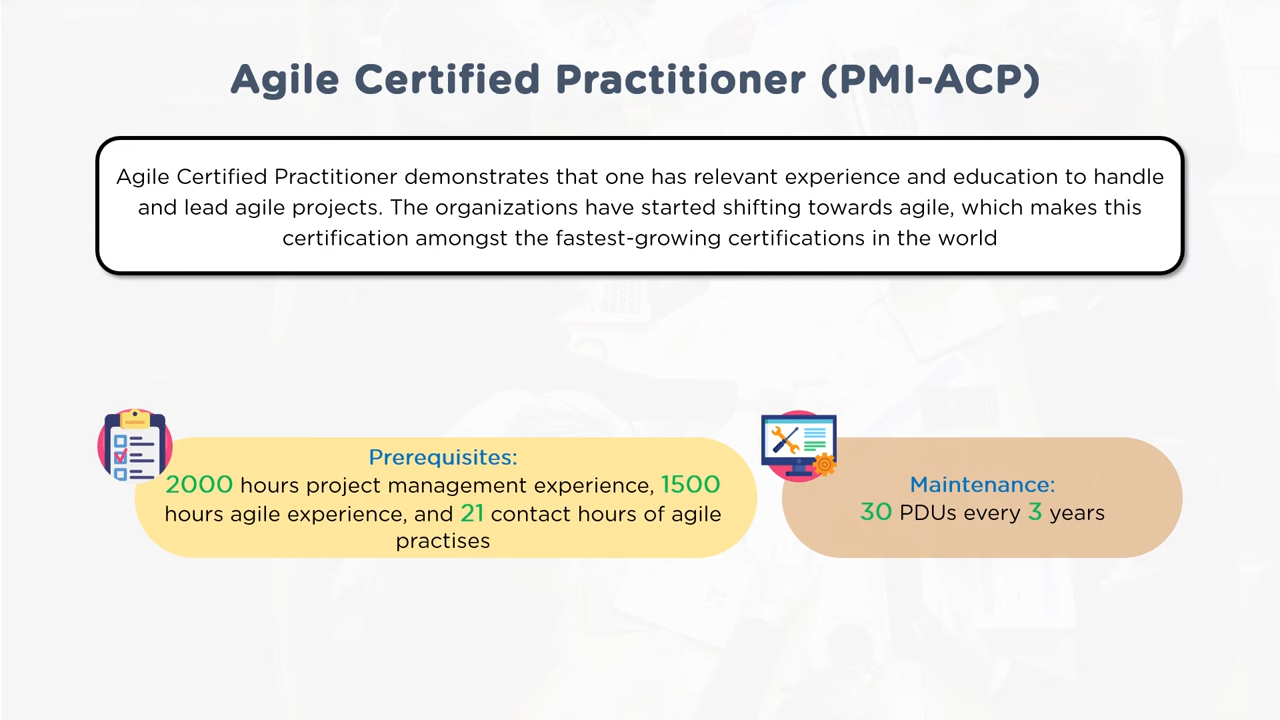 Agile Certified Practitioner (PMI-ACP)
Agile Certified Practitioner demonstrates that one has relevant experience and education to handle
and lead agile projects. The organizations have started shifting towards agile, which makes this
certification amongst the fastest-growing certifications in the world
Prerequisites:
2000 hours project management experience, 1500
hours agile experience, and 21 contact hours of agile
practises
Maintenance:
30 PDUs every 3 years